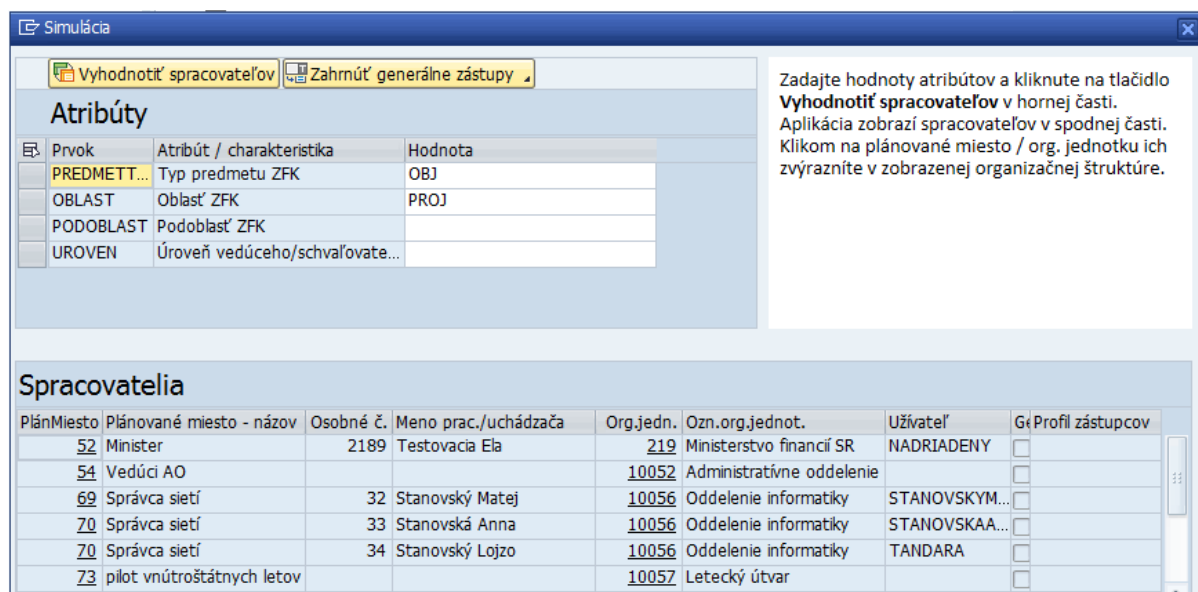 Simulácia
Vyhodnotiť spracovateľov Zahrnúť generálne zástupy
Zadajte hodnoty atribútov a kliknute na tlačidlo
Vyhodnotiť spracovateľov v hornej časti.
Aplikácia zobrazí spracovateľov v spodnej časti.
Klikom na plánované miesto / org. jednotku ich
zvýrazníte v zobrazenej organizačnej štruktúre.
Atribúty
Prvok Atribút / charakteristika Hodnota
PREDMETT... Typ predmetu ZFK OBJ
OBLAST Oblasť ZFK PROJ
PODOBLAST Podoblasť ZFK
UROVEN Úroveň vedúceho/schvaľovate...
Spracovatelia
PlánMiesto Plánované miesto - názov Osobné č. Meno prac./uchádzača Org.jedn. Ozn.org.jednot. Užívateľ Ge Profil zástupcov
52 Minister 2189 Testovacia Ela 219 Ministerstvo financií SR NADRIADENY
54 Vedúci AO 10052 Administratívne oddelenie
69 Správca sietí 32 Stanovský Matej 10056 Oddelenie informatiky STANOVSKYM...
70 Správca sietí 33 Stanovská Anna 10056 Oddelenie informatiky STANOVSKAA...
70 Správca sietí 34 Stanovský Lojzo 10056 Oddelenie informatiky TANDARA
73 pilot vnútroštátnych letov 10057 Letecký útvar